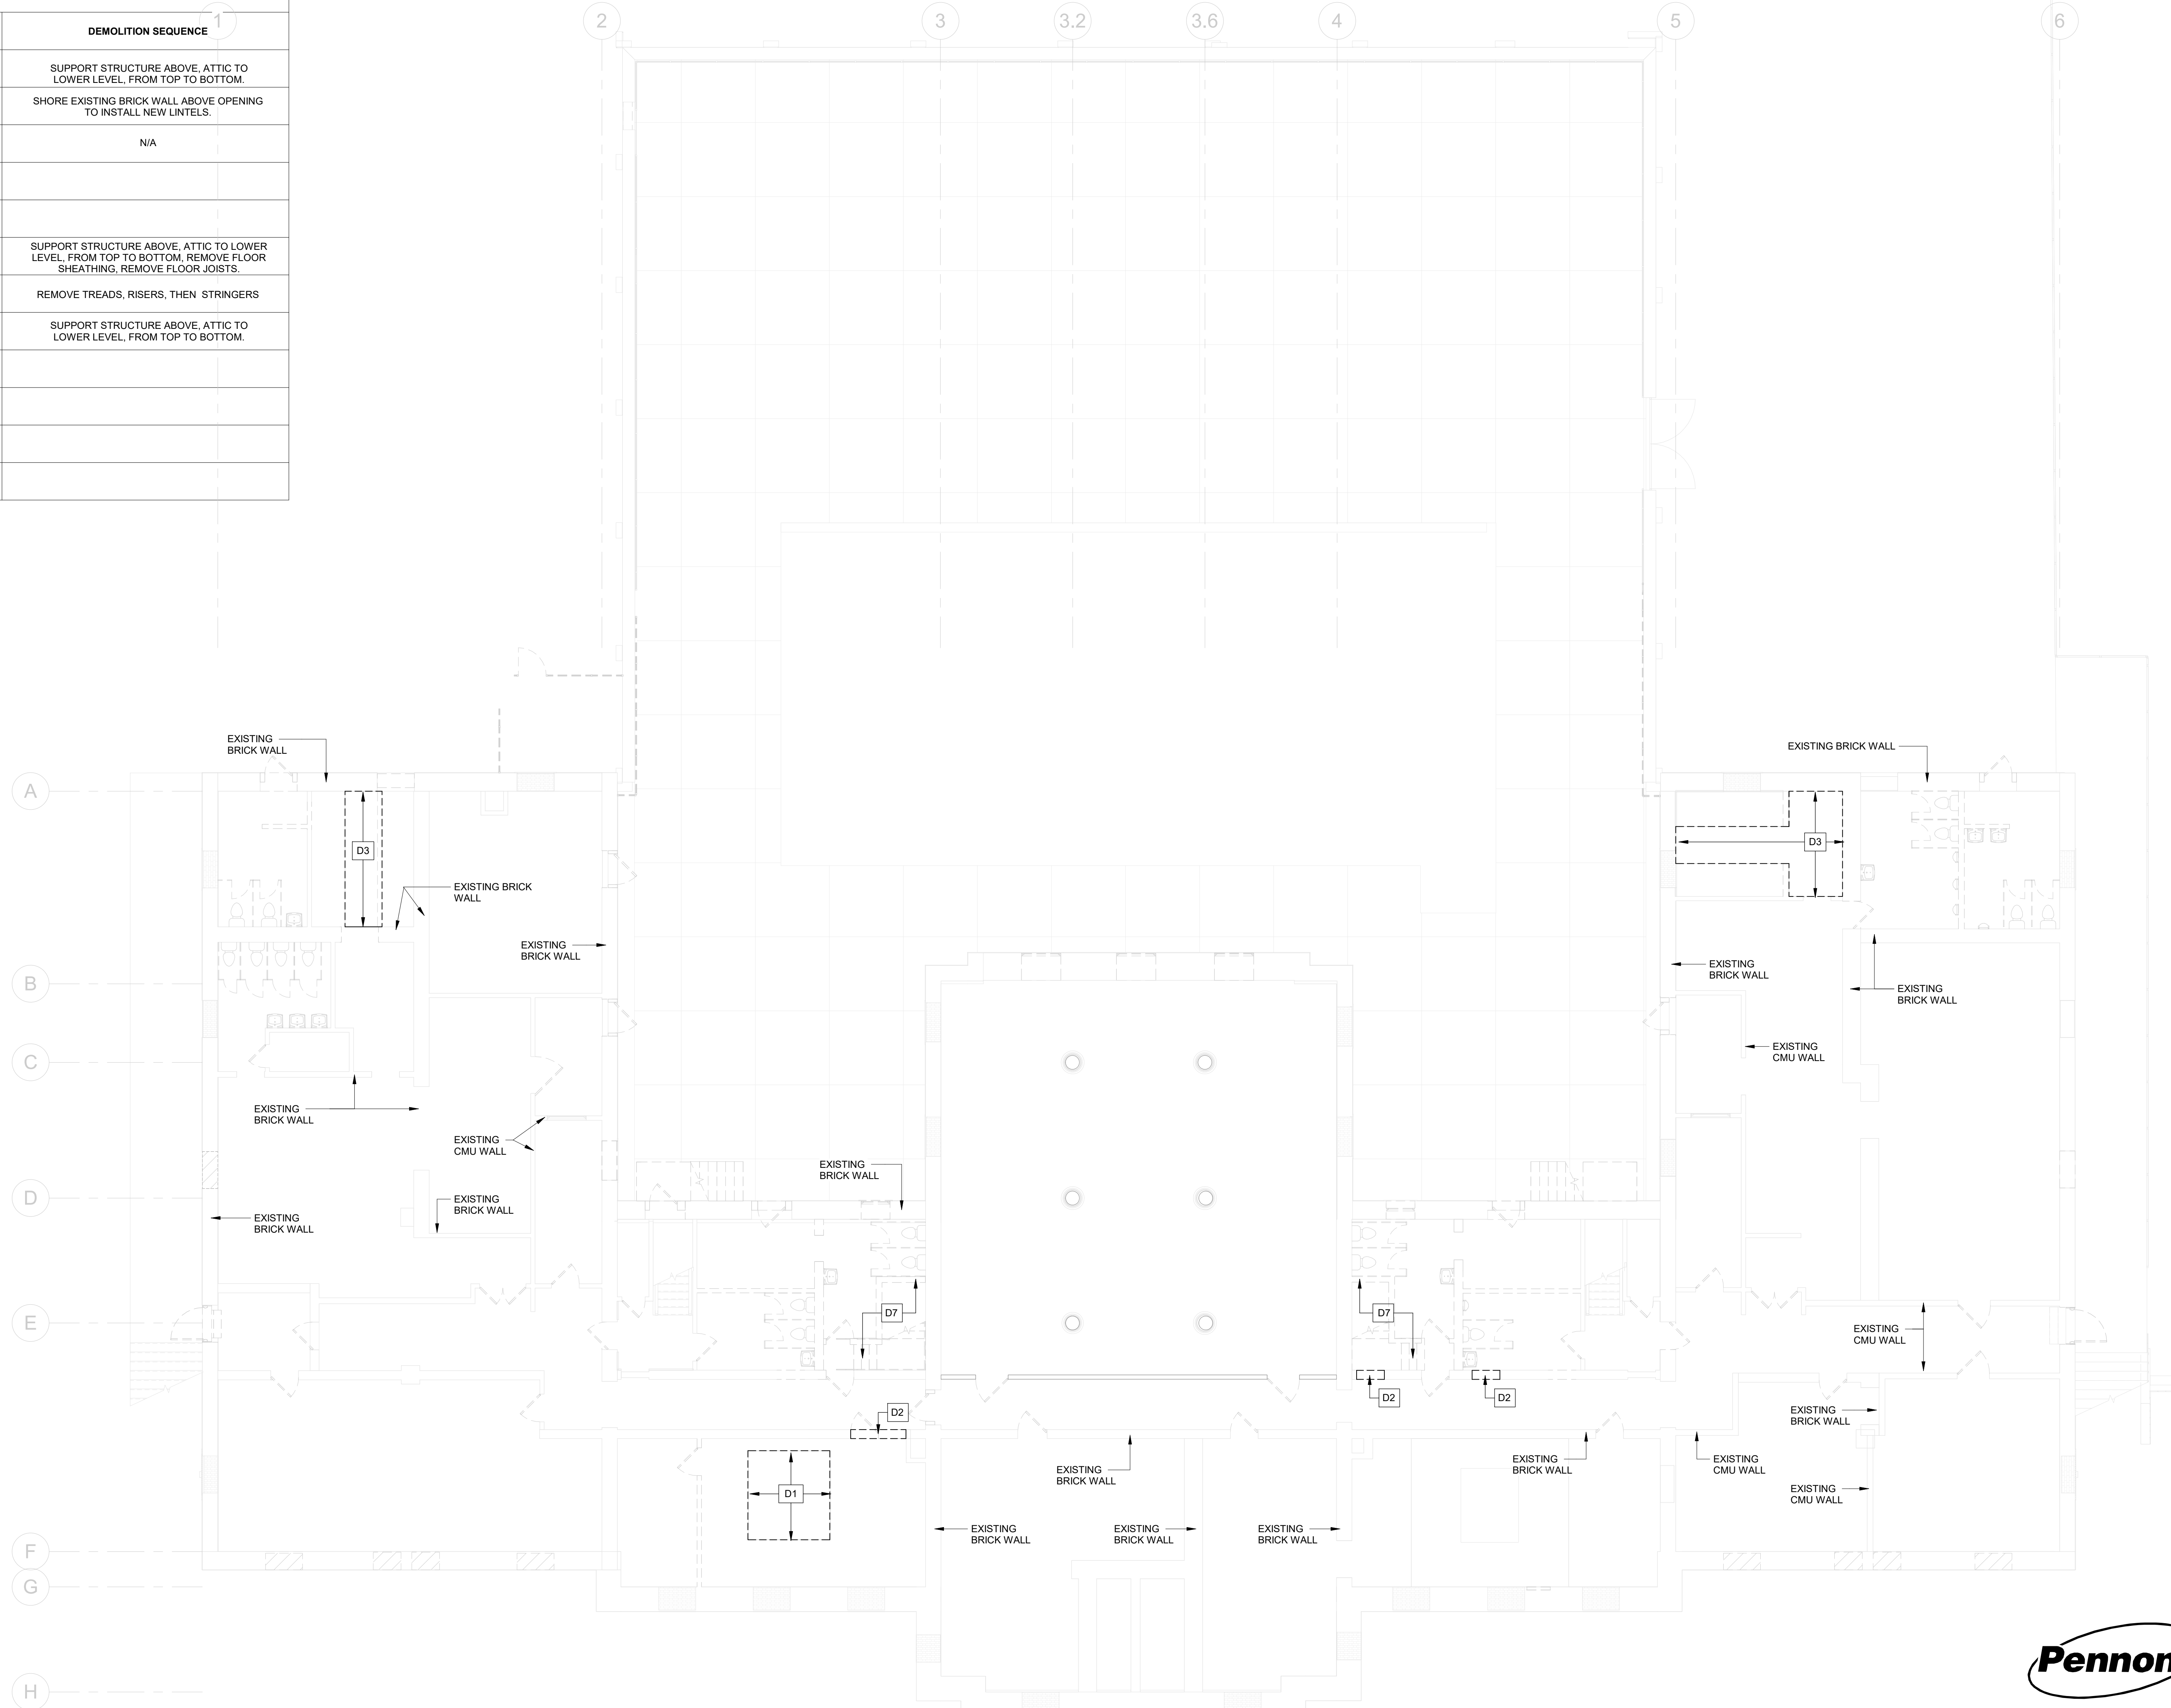 1
2
3
3.2
3.6
4
5
6
DEMOLITION SEQUENCE
SUPPORT STRUCTURE ABOVE, ATTIC TO
LOWER LEVEL, FROM TOP TO BOTTOM.
SHORE EXISTING BRICK WALL ABOVE OPENING
TO INSTALL NEW LINTELS.
N/A
SUPPORT STRUCTURE ABOVE, ATTIC TO LOWER
LEVEL, FROM TOP TO BOTTOM, REMOVE FLOOR
SHEATHING, REMOVE FLOOR JOISTS.
REMOVE TREADS, RISERS, THEN STRINGERS
SUPPORT STRUCTURE ABOVE, ATTIC TO
LOWER LEVEL, FROM TOP TO BOTTOM.
EXISTING
BRICK WALL
EXISTING BRICK WALL
A
D3
D3
EXISTING BRICK
WALL
EXISTING
BRICK WALL
EXISTING
BRICK WALL
B
EXISTING
BRICK WALL
C
EXISTING
CMU WALL
EXISTING
BRICK WALL
EXISTING
CMU WALL
EXISTING
BRICK WALL
D
EXISTING
BRICK WALL
EXISTING
BRICK WALL
E
D7
D7
EXISTING
CMU WALL
D2
D2
D2
EXISTING
BRICK WALL
EXISTING
BRICK WALL
EXISTING
BRICK WALL
EXISTING
CMU WALL
D1
EXISTING
CMU WALL
EXISTING
BRICK WALL
EXISTING
BRICK WALL
EXISTING
BRICK WALL
F
G
H